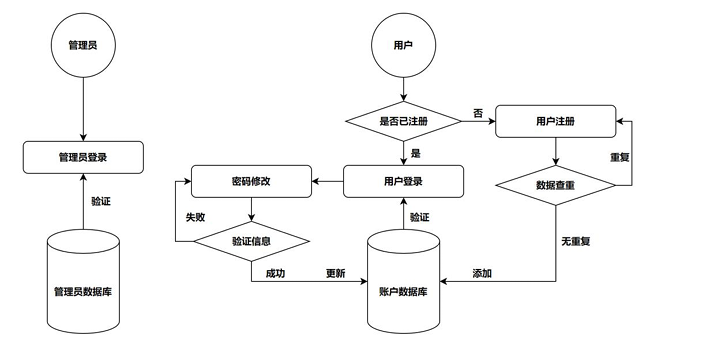 管理员
用户
是否已注册
否
用户注册
管理员登录
是
重复
密码修改
用户登录
数据查重
验证
失败
验证
验证信息
无重复
成功
更新
添加
管理员数据库
账户数据库